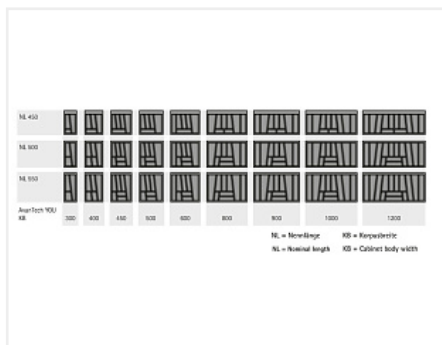 NL 450
NL 500
NL 550
AvanTech YOU
KB 300 400 450 500 600 800 900 1000 1200
NL = Nennlänge KB = Korpusbreite
NL = Nominal length KB = Cabinet body width